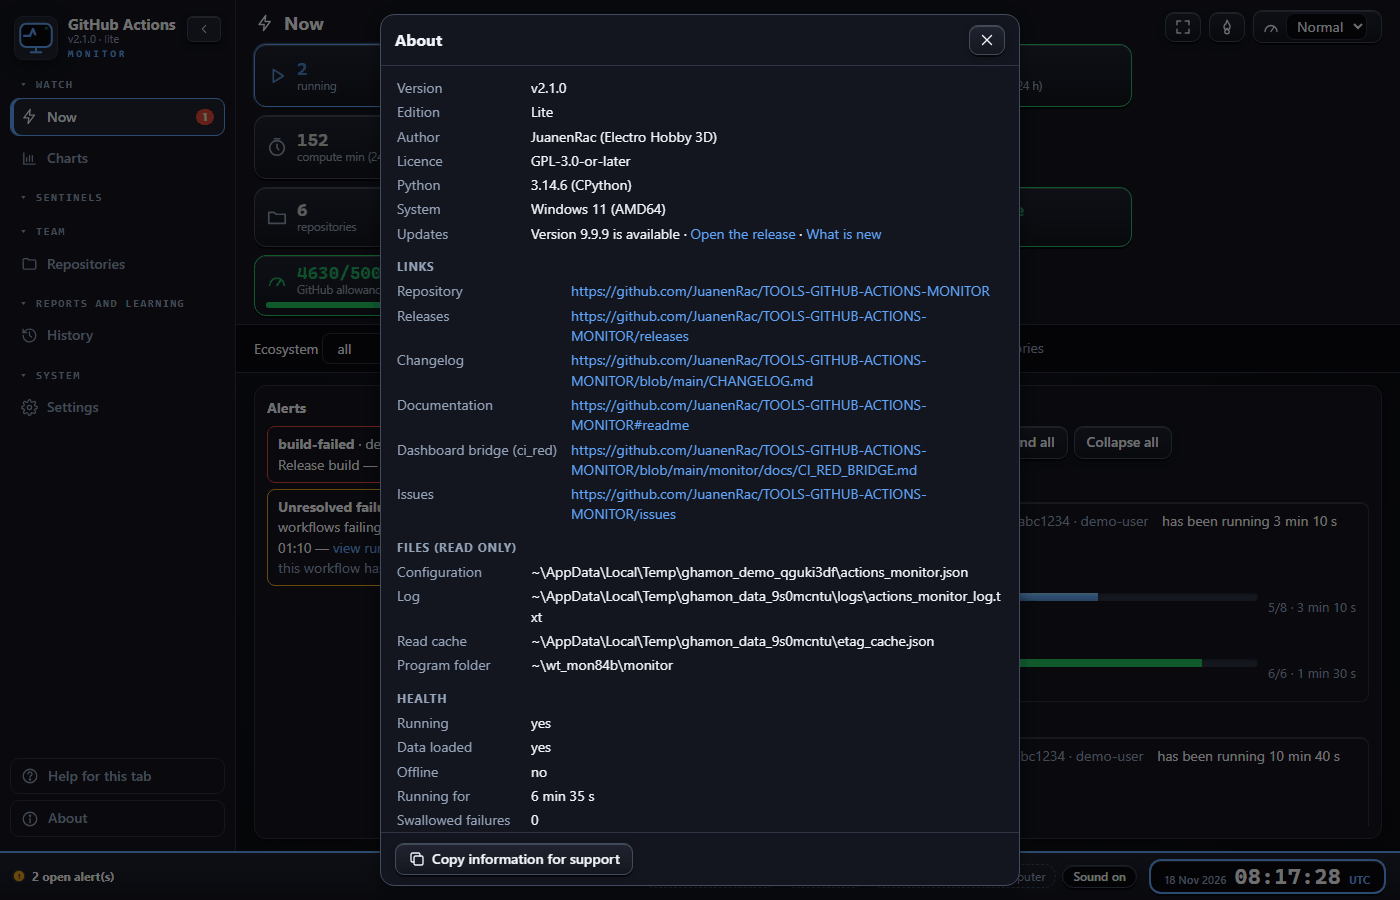 GitHub Actions
v2.1.0 · lite
MONITOR
WATCH
Now
1
Charts
SENTINELS
TEAM
Repositories
REPORTS AND LEARNING
History
SYSTEM
Settings
Help for this tab
About
Now
Normal
2
running
24 h)
152
compute min (24
6
repositories
4630/500
GitHub allowanc
Ecosystem
all
ries
Alerts
build-failed · de
Release build —
Unresolved failu
workflows failing
01:10 — view ru
this workflow ha
nd all
Collapse all
abc1234 · demo-user
has been running 3 min 10 s
5/8 · 3 min 10 s
6/6 · 1 min 30 s
bc1234 · demo-user
has been running 10 min 40 s
About
Version
v2.1.0
Edition
Lite
Author
JuanenRac (Electro Hobby 3D)
Licence
GPL-3.0-or-later
Python
3.14.6 (CPython)
System
Windows 11 (AMD64)
Updates
Version 9.9.9 is available · Open the release · What is new
LINKS
Repository
https://github.com/JuanenRac/TOOLS-GITHUB-ACTIONS-MONITOR
Releases
https://github.com/JuanenRac/TOOLS-GITHUB-ACTIONS-
MONITOR/releases
Changelog
https://github.com/JuanenRac/TOOLS-GITHUB-ACTIONS-
MONITOR/blob/main/CHANGELOG.md
Documentation
https://github.com/JuanenRac/TOOLS-GITHUB-ACTIONS-
MONITOR#readme
Dashboard bridge (ci_red)
https://github.com/JuanenRac/TOOLS-GITHUB-ACTIONS-
MONITOR/blob/main/monitor/docs/CI_RED_BRIDGE.md
Issues
https://github.com/JuanenRac/TOOLS-GITHUB-ACTIONS-
MONITOR/issues
FILES (READ ONLY)
Configuration
~\AppData\Local\Temp\ghamon_demo_qguki3df\actions_monitor.json
Log
~\AppData\Local\Temp\ghamon_data_9s0mcntu\logs\actions_monitor_log.t
xt
Read cache
~\AppData\Local\Temp\ghamon_data_9s0mcntu\etag_cache.json
Program folder
~\wt_mon84b\monitor
HEALTH
Running
yes
Data loaded
yes
Offline
no
Running for
6 min 35 s
Swallowed failures
0
Copy information for support
2 open alert(s)
puter
Sound on
18 Nov 2026
08:17:28
UTC